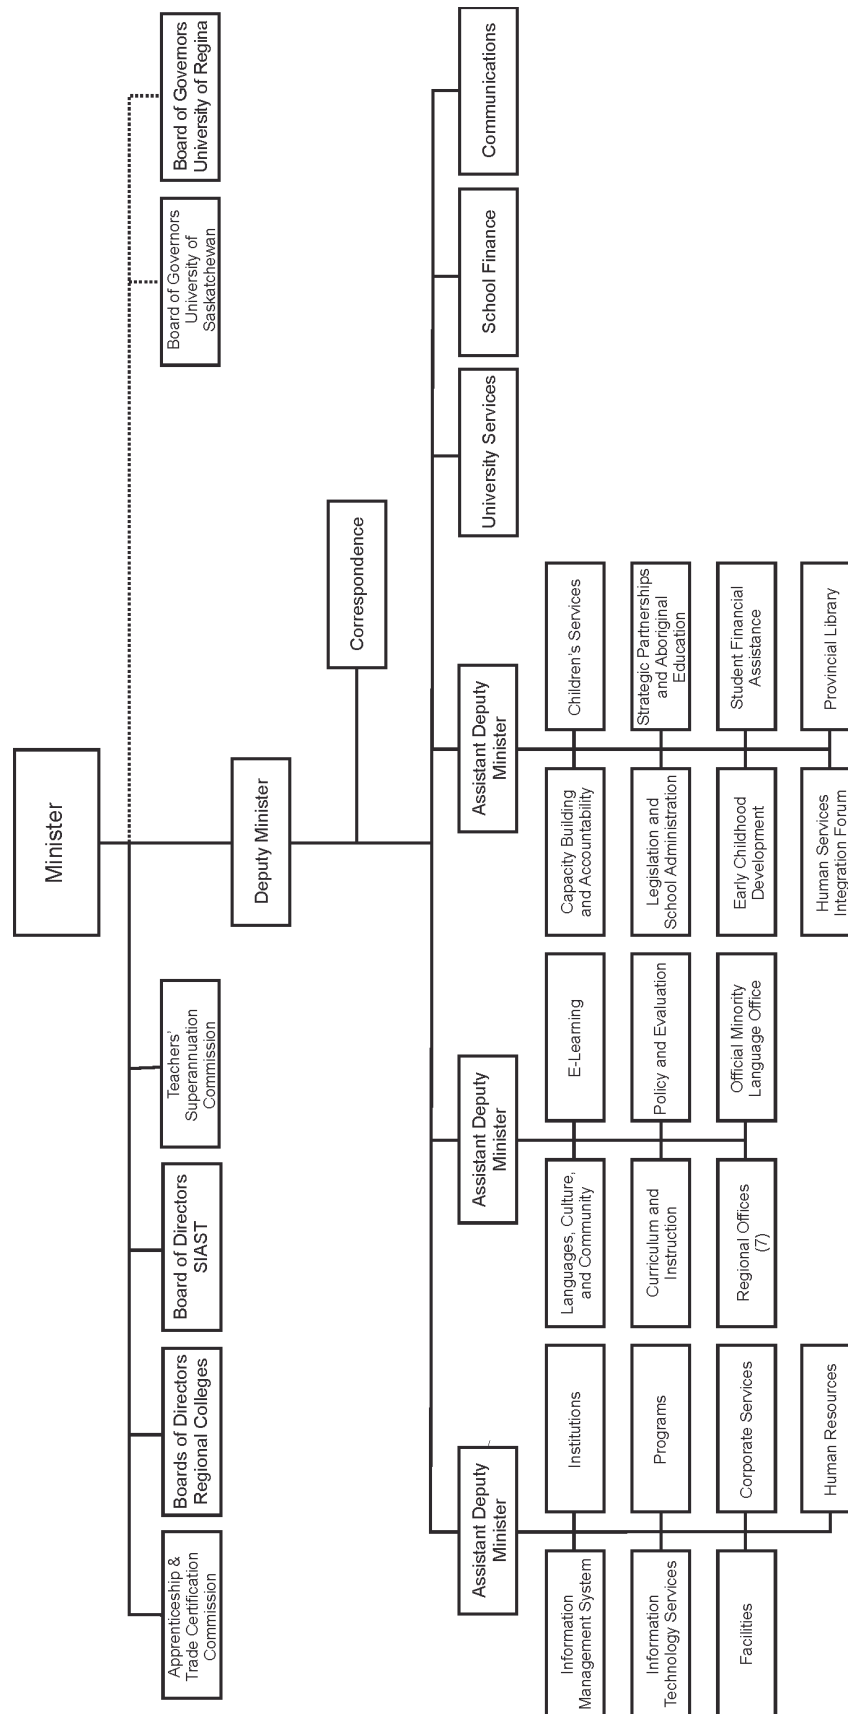 Minister
Apprenticeship &
Trade Certification
Commission
Boards of Directors
Regional Colleges
Board of Directors
SIAST
Teachers'
Superannuation
Commission
Board of Governors
University of
Saskatchewan
Board of Governors
University of Regina
Deputy Minister
Correspondence
Assistant Deputy
Minister
Assistant Deputy
Minister
Assistant Deputy
Minister
University Services
School Finance
Communications
Information
Management System
Institutions
Languages, Culture,
and Community
E-Learning
Capacity Building
and Accountability
Children's Services
Information
Technology Services
Programs
Curriculum and
Instruction
Policy and Evaluation
Legislation and
School Administration
Strategic Partnerships
and Aboriginal
Education
Facilities
Corporate Services
Regional Offices
(7)
Official Minority
Language Office
Early Childhood
Development
Student Financial
Assistance
Human Resources
Human Services
Integration Forum
Provincial Library